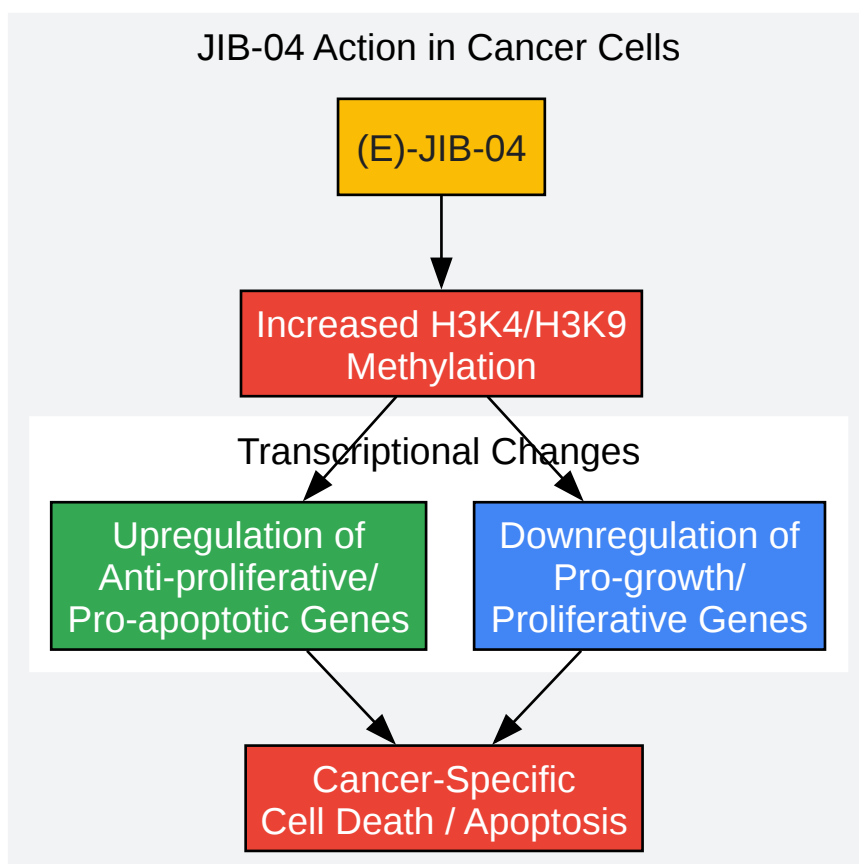 JIB-04 Action in Cancer Cells
(E)-JIB-04
Increased H3K4/H3K9
Methylation
Transcriptional Changes
Upregulation of
Anti-proliferative/
Pro-apoptotic Genes
Downregulation of
Pro-growth/
Proliferative Genes
Cancer-Specific
Cell Death / Apoptosis